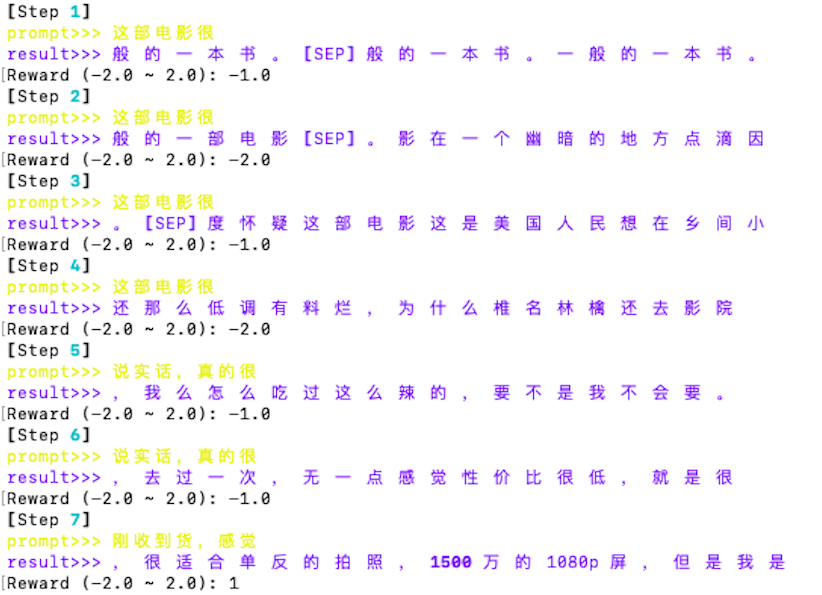 [Step 1]
prompt>>> 这部电影很
result>>> 般 的 一 本 书 。 [SEP] 般 的 一 本 书 。 一 般 的 一 本 书 。
[Reward (-2.0 ~ 2.0): -1.0
[Step 2]
prompt>>> 这部电影很
result>>> 般 的 一 部 电 影 [SEP] 。 影 在 一 个 幽 暗 的 地 方 点 滴 因
[Reward (-2.0 ~ 2.0): -2.0
[Step 3]
prompt>>> 这部电影很
result>>> 。 [SEP] 度 怀 疑 这 部 电 影 这 是 美 国 人 民 想 在 乡 间 小
[Reward (-2.0 ~ 2.0): -1.0
[Step 4]
prompt>>> 这部电影很
result>>> 还 那 么 低 调 有 料 烂 , 为 什 么 椎 名 林 檎 还 去 影 院
[Reward (-2.0 ~ 2.0): -2.0
[Step 5]
prompt>>> 说实话, 真的很
result>>> , 我 么 怎 么 吃 过 这 么 辣 的 , 要 不 是 我 不 会 要 。
[Reward (-2.0 ~ 2.0): -1.0
[Step 6]
prompt>>> 说实话, 真的很
result>>> , 去 过 一 次 , 无 一 点 感 觉 性 价 比 很 低 , 就 是 很
[Reward (-2.0 ~ 2.0): -1.0
[Step 7]
prompt>>> 刚收到货, 感觉
result>>> , 很 适 合 单 反 的 拍 照 , 1500 万 的 1080p 屏 , 但 是 我 是
[Reward (-2.0 ~ 2.0): 1